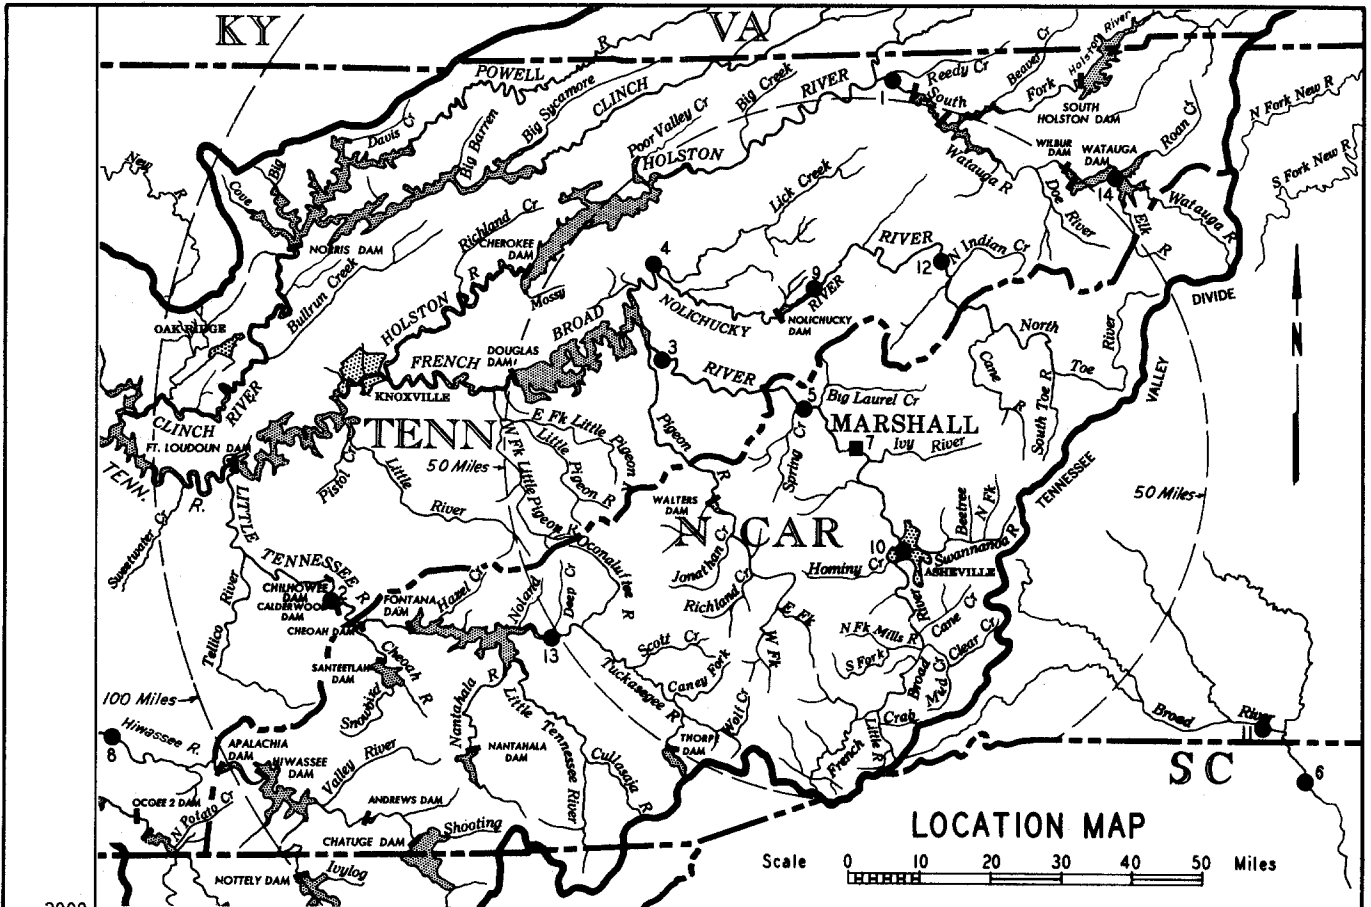 KY
VA
POWELL R
Big Sycamore
CLINCH
Big Creek
RIVER
Reedy Cr
Beaver Cr
South Fork Holston River
SOUTH HOLSTON DAM
Roan Cr
N Fork New R
S Fork New R
1
Poor Valley Cr
Big Barren
Davis Cr
Big
Cove
New R
HOLSTON
WILBUR DAM
WATAUGA DAM
14
Watauga R
Watauga R
Doe River
Elk R
Lick Creek
Richland Cr
CHEROKEE DAM
NORRIS DAM
Bullrun Creek
4
RIVER
12
N Indian Cr
9
NOLICHUCKY RIVER
NOLICHUCKY DAM
HOLSTON R
Mossy
BROAD
OAK RIDGE
DIVIDE
N
FRENCH
DOUGLAS DAM
3
RIVER
KNOXVILLE
North
Cane R
South Toe R
Toe River
VALLEY
CLINCH RIVER
FT. LOUDOUN DAM
TENN
E Fk Little Pigeon R
Little Pigeon R
W Fk Little Pigeon R
Pigeon R
5
Big Laurel Cr
MARSHALL
7
Ivy River
Spring Cr
50 Miles
TENN. R.
Pistol Cr
Little River
TENNESSEE
50 Miles
Sweetwater Cr
LITTLE TENNESSEE R
WALTERS DAM
N CAR
Beetree
N Fk
Swannanoa R
10
ASHEVILLE
Hominy Cr
Jonathan Cr
Richland Cr
Oconaluftee R
Tellico River
CHILHOWEE DAM
2
CALDERWOOD DAM
CHEOAH DAM
FONTANA DAM
Hazel Cr
Noland
Deep Cr
13
E Fk
W Fk
River
N Fk Mills R
S Fork
Cane Cr
Clear Cr
Mud Cr
Broad
Scott Cr
Caney Fork
Tuckasegee R
Wolf Cr
SANTEETLAH DAM
Cheoah R
Snowbird
100 Miles
Nantahala R
Little Tennessee River
Cullasaja R
THORPE DAM
Crab
Little R
French
Broad River
11
6
SC
Hiwassee R.
8
APALACHIA DAM
HIWASSEE DAM
Valley River
NANTAHALA DAM
OCOEE 2 DAM
N Potato Cr
ANDREWS DAM
CHATUGE DAM
Shooting
NOTTELY DAM
Ivylog
LOCATION MAP
Scale 0 10 20 30 40 50 Miles